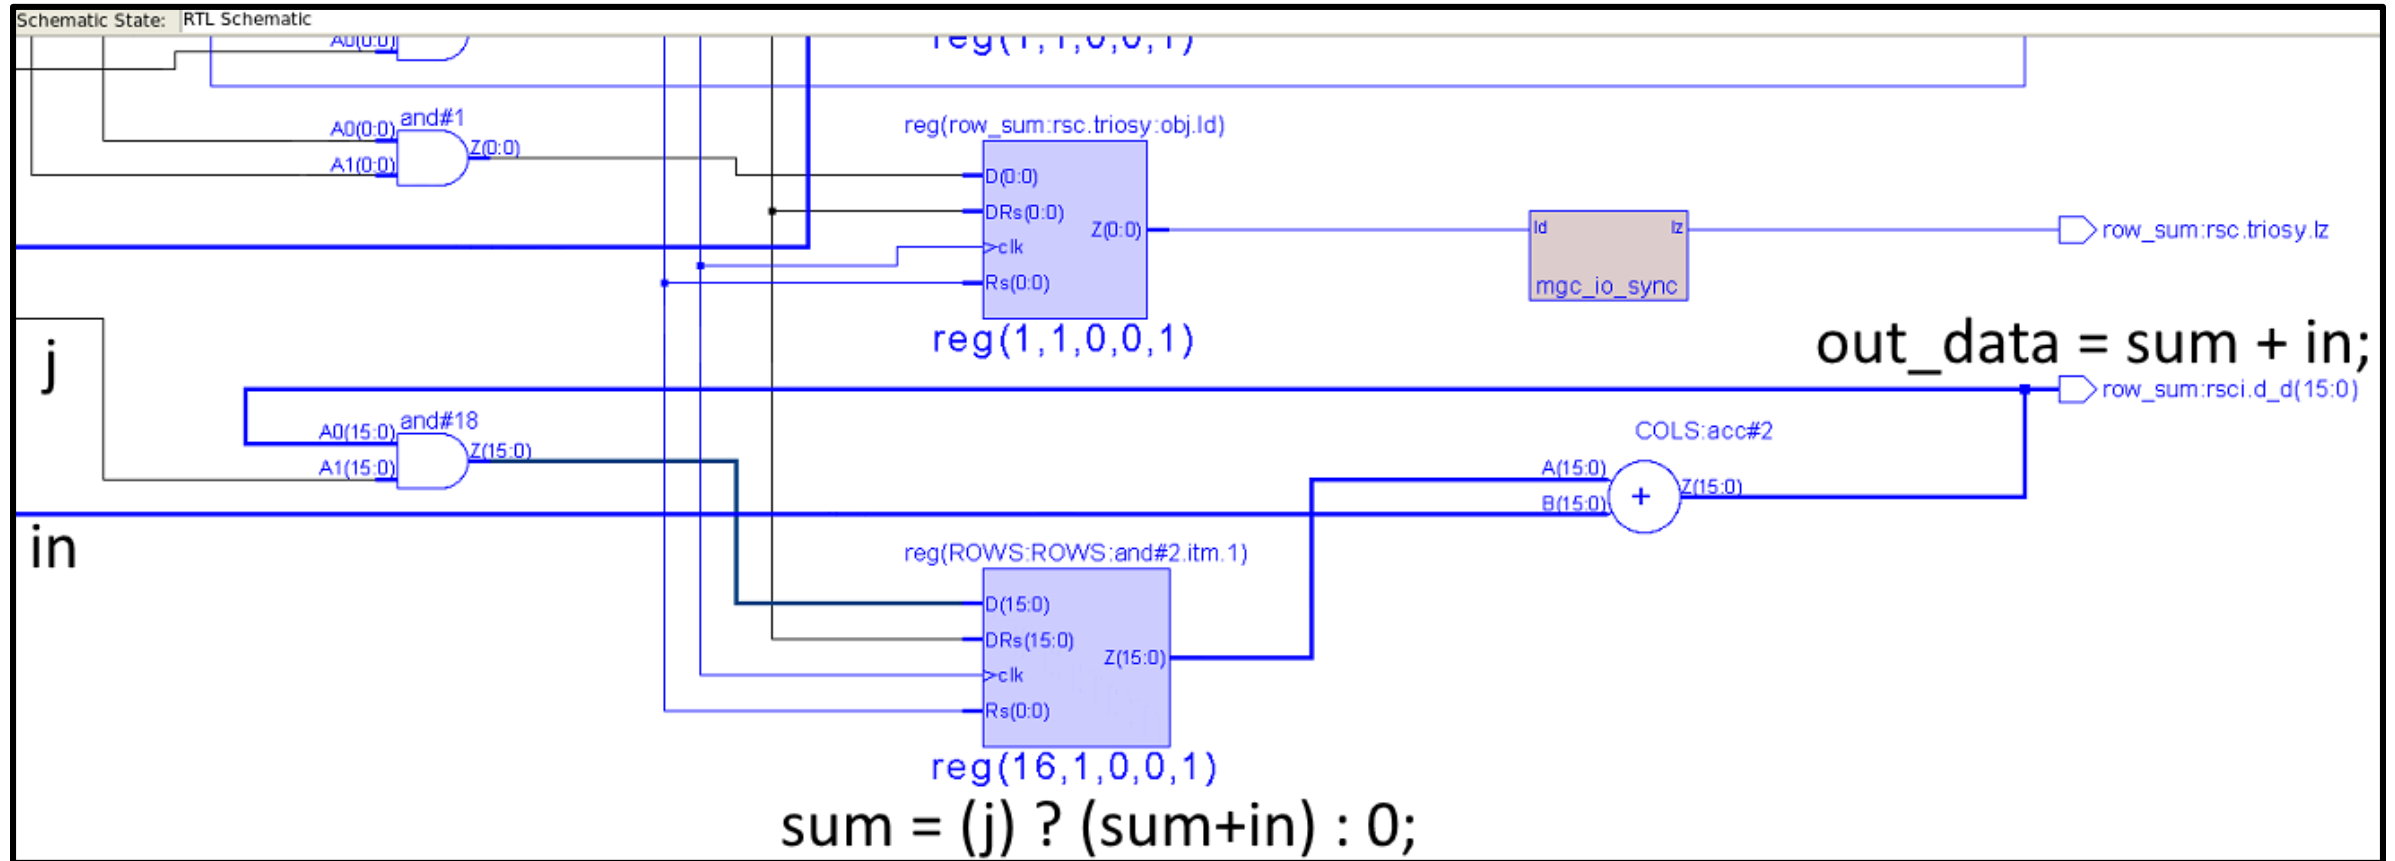 Schematic State: RTL Schematic
A0(0:0)
reg(1,1,0,0,1)
and#1
A0(0:0)
A1(0:0)
Z(0:0)
reg(row_sum:rsc.triosy:obj.ld)
D(0:0)
DRs(0:0)
clk
Rs(0:0)
Z(0:0)
reg(1,1,0,0,1)
ld
lz
mgc_io_sync
row_sum:rsc.triosy.lz
out_data = sum + in;
row_sum:rsci.d_d(15:0)
j
and#18
A0(15:0)
A1(15:0)
Z(15:0)
COLS:acc#2
A(15:0)
B(15:0)
+
Z(15:0)
in
reg(ROWS:ROWS:and#2.itm.1)
D(15:0)
DRs(15:0)
clk
Rs(0:0)
Z(15:0)
reg(16,1,0,0,1)
sum = (j) ? (sum+in) : 0;